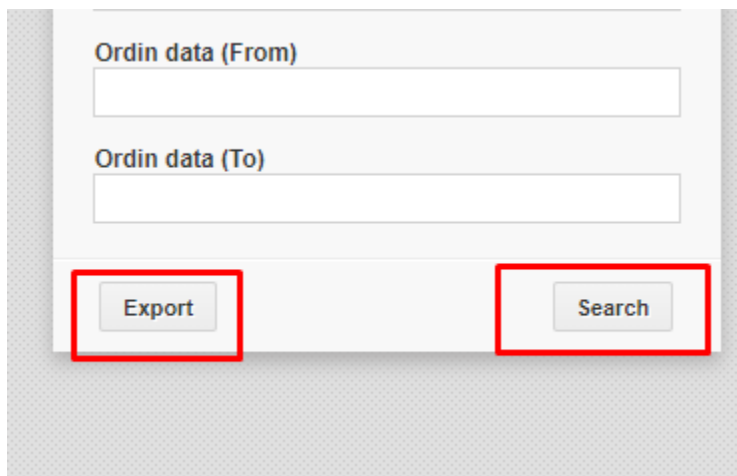 Ordin data (From)
Ordin data (To)
Export
Search